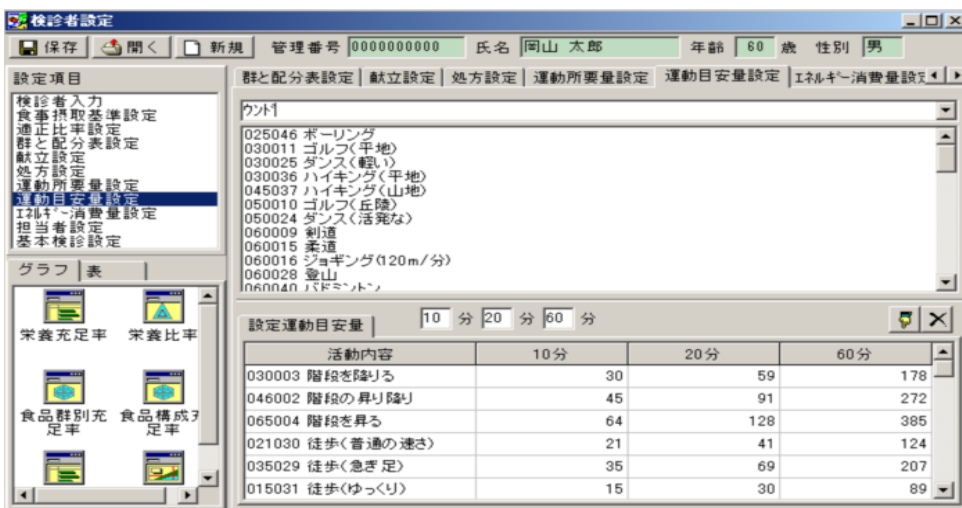 検診者設定
保存 開く 新規 管理番号 0000000000 氏名 岡山 太郎 年齢 60 歳 性別 男
設定項目
検診者入力
食事摂取基準設定
適正比率設定
群と配分表設定
献立設定
処方設定
運動所要量設定
運動目安量設定
エネルギー消費量設定
担当者設定
基本検診設定
グラフ 表
栄養充足率 栄養比率
食品群別充足率 食品構成充足率
群と配分表設定 献立設定 処方設定 運動所要量設定 運動目安量設定 エネルギー消費量設定
025046 ボーリング
030011 ゴルフ(平地)
030025 ダンス(軽い)
030036 ハイキング(平地)
045037 ハイキング(山地)
050010 ゴルフ(丘陵)
050024 ダンス(活発な)
060009 剣道
060015 柔道
060016 ジョギング(120m/分)
060028 登山
060040 バドミントン
設定運動目安量 10 分 20 分 60 分
活動内容 10分 20分 60分
030003 階段を降りる 30 59 178
046002 階段の昇り降り 45 91 272
065004 階段を昇る 64 128 385
021030 徒歩(普通の速さ) 21 41 124
035029 徒歩(急ぎ足) 35 69 207
015031 徒歩(ゆっくり) 15 30 89